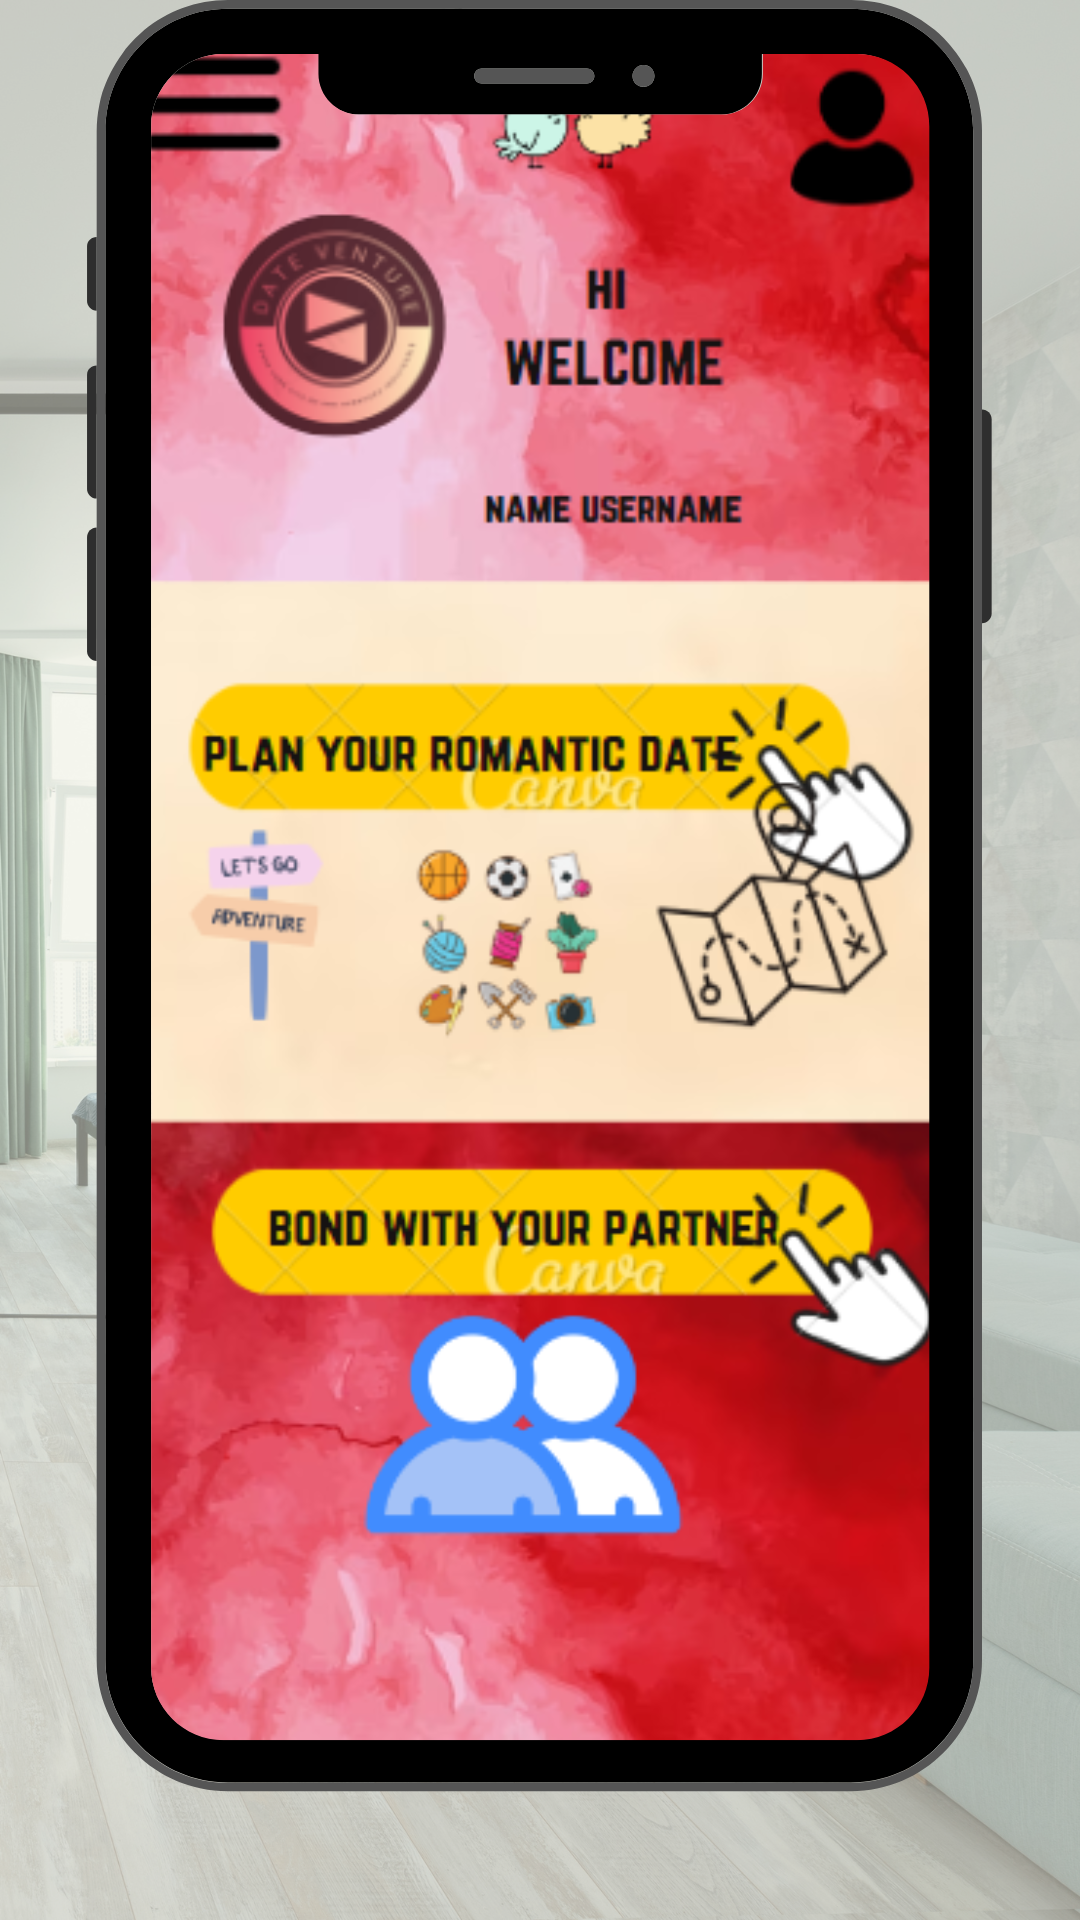 DATE VENTURE
HI
WELCOME
NAME USERNAME
PLAN YOUR ROMANTIC DATE
Canva
LET'S GO
ADVENTURE
BOND WITH YOUR PARTNER
Canva